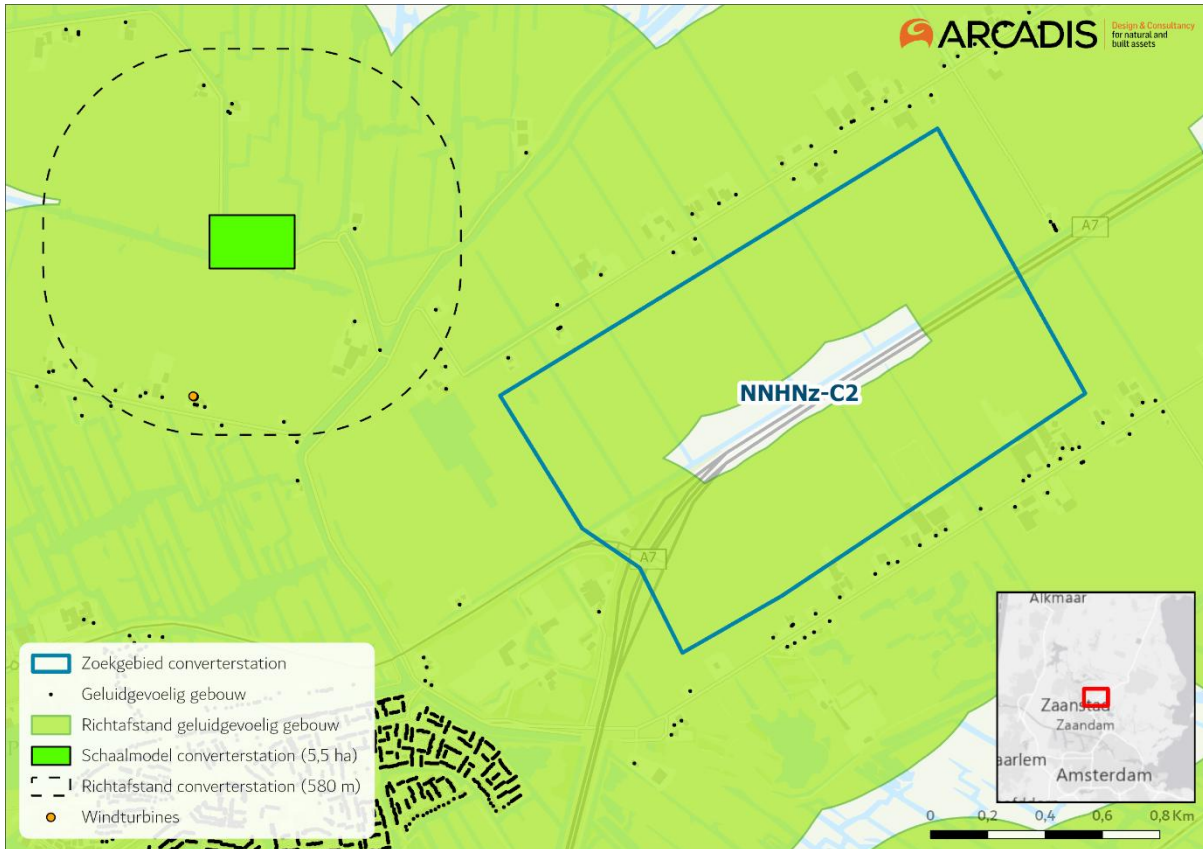 ARCADIS
Design & Consultancy
for natural and
built assets
A7
NNHNz-C2
A7
Zoekgebied converterstation
Geluidgevoelig gebouw
Richtafstand geluidgevoelig gebouw
Schaalmodel converterstation (5,5 ha)
Richtafstand converterstation (580 m)
Windturbines
Alkmaar
Zaanstad
Zaandam
aarlem
Amsterdam
0 0,2 0,4 0,6 0,8 Km